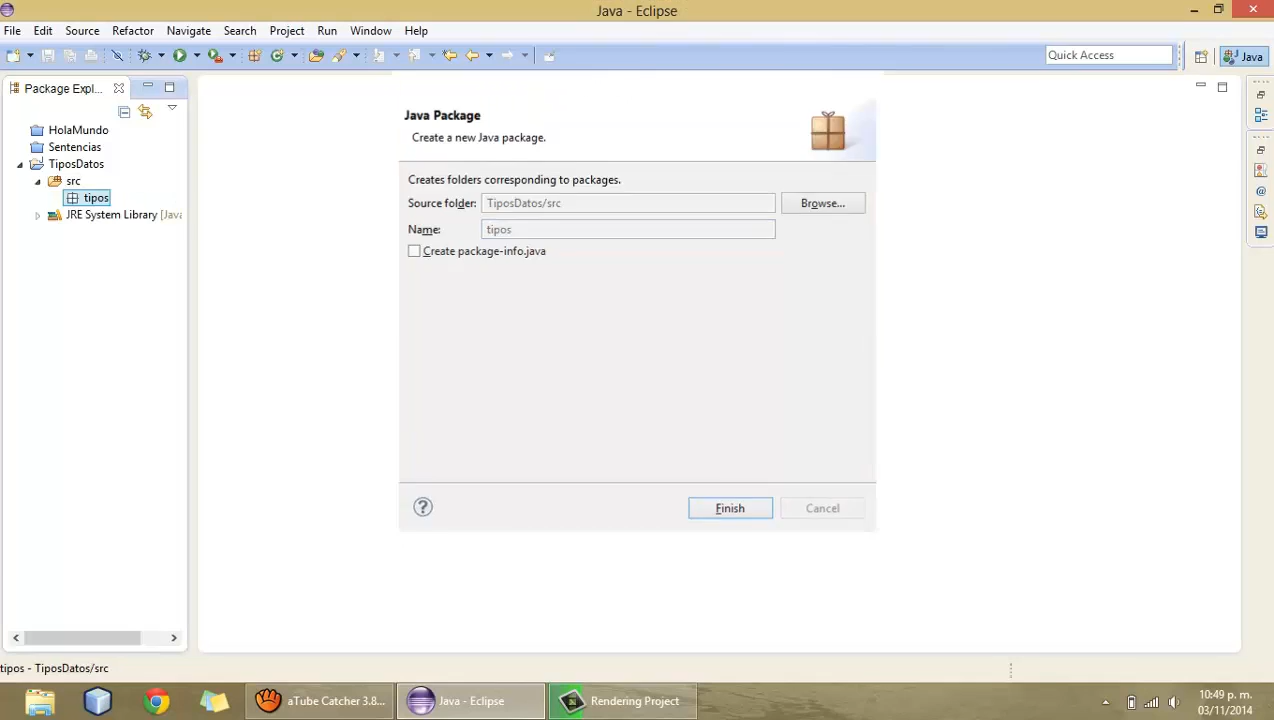 Java - Eclipse
File Edit Source Refactor Navigate Search Project Run Window Help
Quick Access
Java
Package Expl...
HolaMundo
Sentencias
TiposDatos
src
tipos
JRE System Library [Java
Java Package
Create a new Java package.
Creates folders corresponding to packages.
Source folder: TiposDatos/src Browse...
Name: tipos
Create package-info.java
? Finish Cancel
tipos - TiposDatos/src
aTube Catcher 3.8... Java - Eclipse Rendering Project
10:49 p. m.
03/11/2014